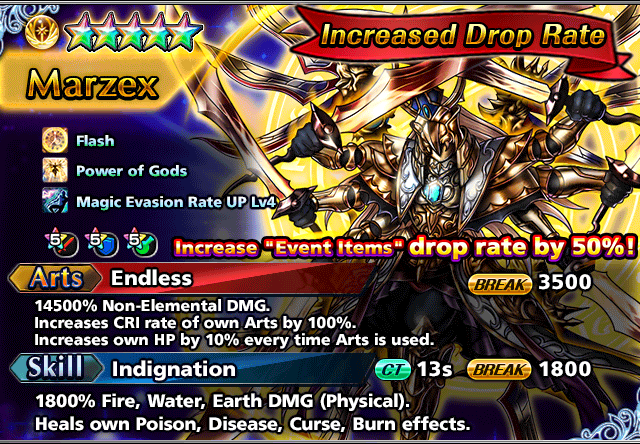 Increased Drop Rate
Marzex
Flash
Power of Gods
Magic Evasion Rate UP Lv4
5 5 5
Increase "Event Items" drop rate by 50%!
Arts Endless BREAK 3500
14500% Non-Elemental DMG.
Increases CRI rate of own Arts by 100%.
Increases own HP by 10% every time Arts is used.
Skill Indignation CT 13s BREAK 1800
1800% Fire, Water, Earth DMG (Physical).
Heals own Poison, Disease, Curse, Burn effects.